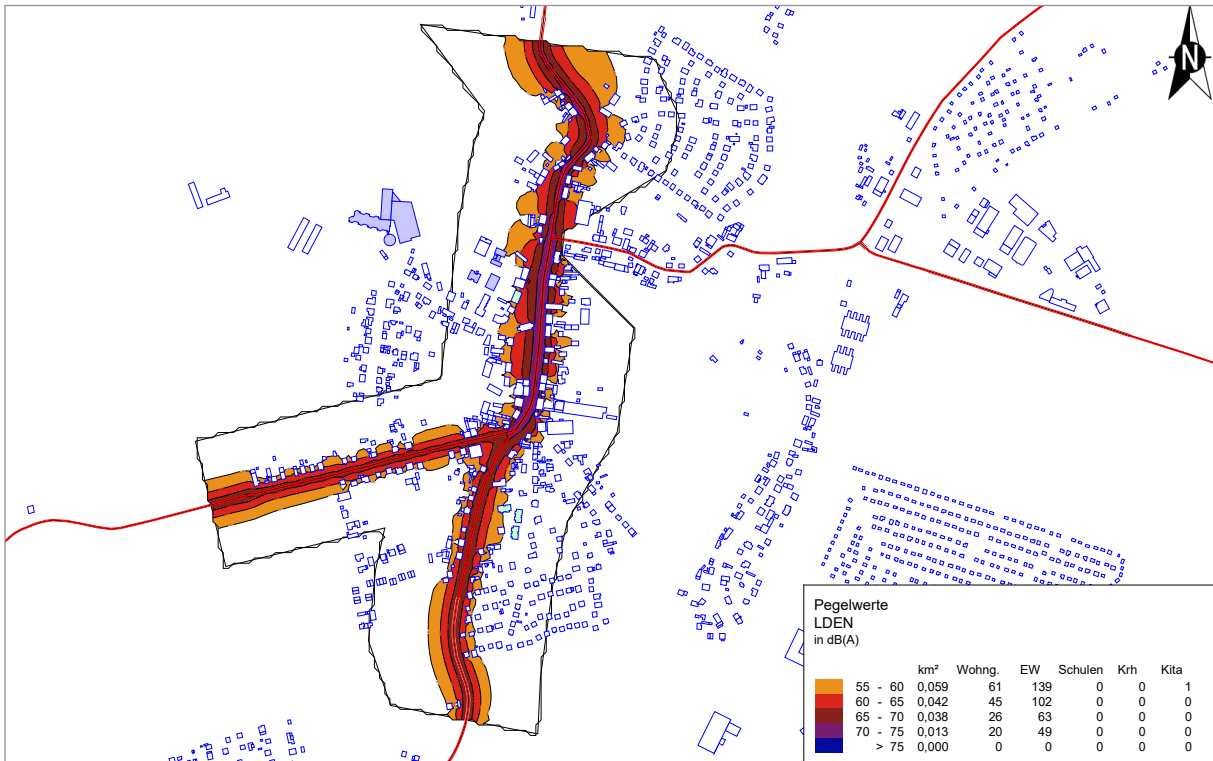 N
Pegelwerte
LDEN
in dB(A)
km² Wohng. EW Schulen Krh Kita
55 - 60 0,059 61 139 0 0 1
60 - 65 0,042 45 102 0 0 0
65 - 70 0,038 26 63 0 0 0
70 - 75 0,013 20 49 0 0 0
> 75 0,000 0 0 0 0 0